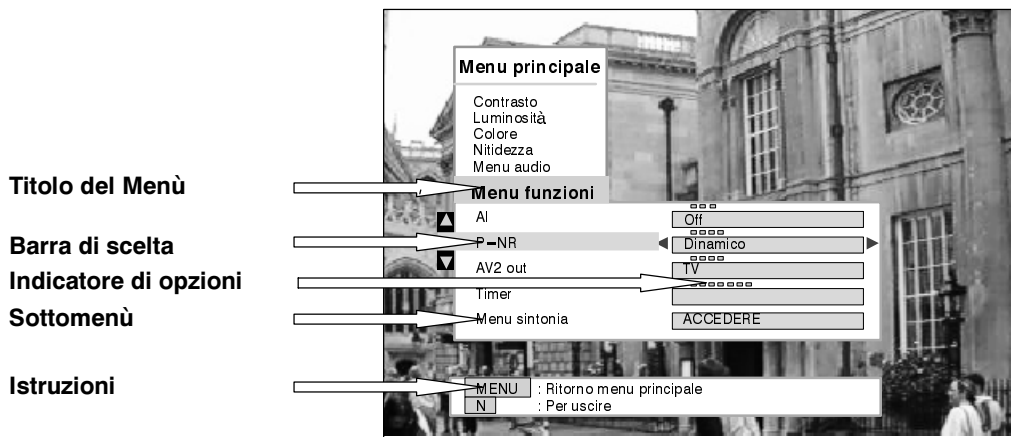 Menu principale
Contrasto
Luminosità
Colore
Nitidezza
Menu audio
Titolo del Menù
Menu funzioni
AI
Off
Barra di scelta
P-NR
Dinamico
Indicatore di opzioni
AV2 out
TV
Timer
Sottomenù
Menu sintonia
ACCEDERE
Istruzioni
MENU : Ritorno menu principale
N : Per uscire